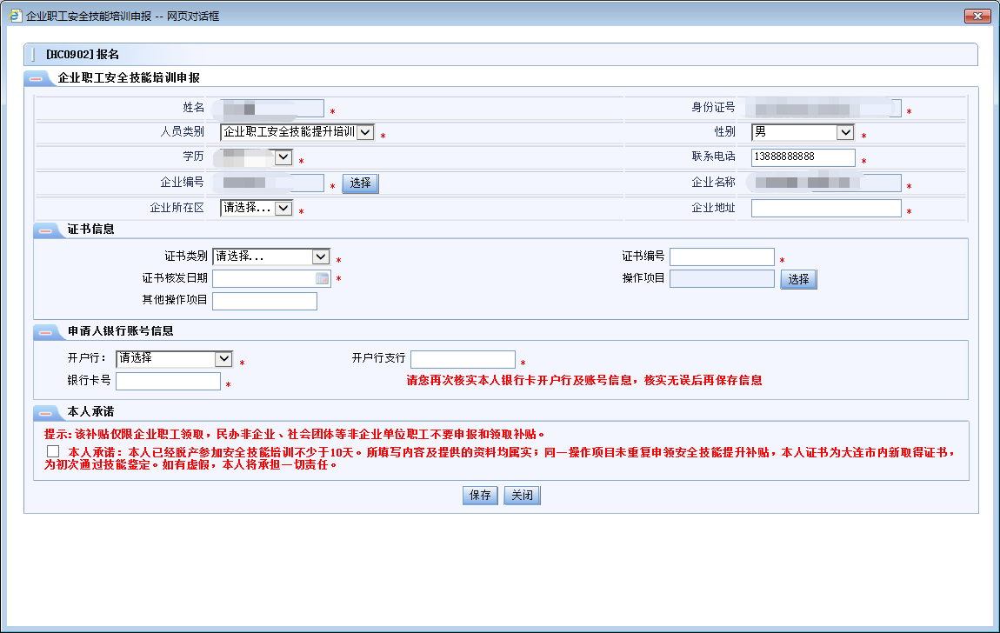 企业职工安全技能培训申报 -- 网页对话框
[HC0902]报名
企业职工安全技能培训申报
姓名 * 身份证号 *
人员类别 企业职工安全技能提升培训 * 性别 男 *
学历 * 联系电话 13888888888 *
企业编号 * 选择 企业名称 *
企业所在区 请选择... * 企业地址 *
证书信息
证书类别 请选择... * 证书编号 *
证书核发日期 * 操作项目 选择
其他操作项目
申请人银行账号信息
开户行： 请选择 * 开户行支行 *
银行卡号 * 请您再次核实本人银行卡开户行及账号信息，核实无误后再保存信息
本人承诺
提示:该补贴仅限企业职工领取，民办非企业、社会团体等非企业单位职工不要申报和领取补贴。
本人承诺：本人已经脱产参加安全技能培训不少于10天。所填写内容及提供的资料均属实；同一操作项目未重复申领安全技能提升补贴，本人证书为大连市内新取得证书，
为初次通过技能鉴定。如有虚假，本人将承担一切责任。
保存 关闭